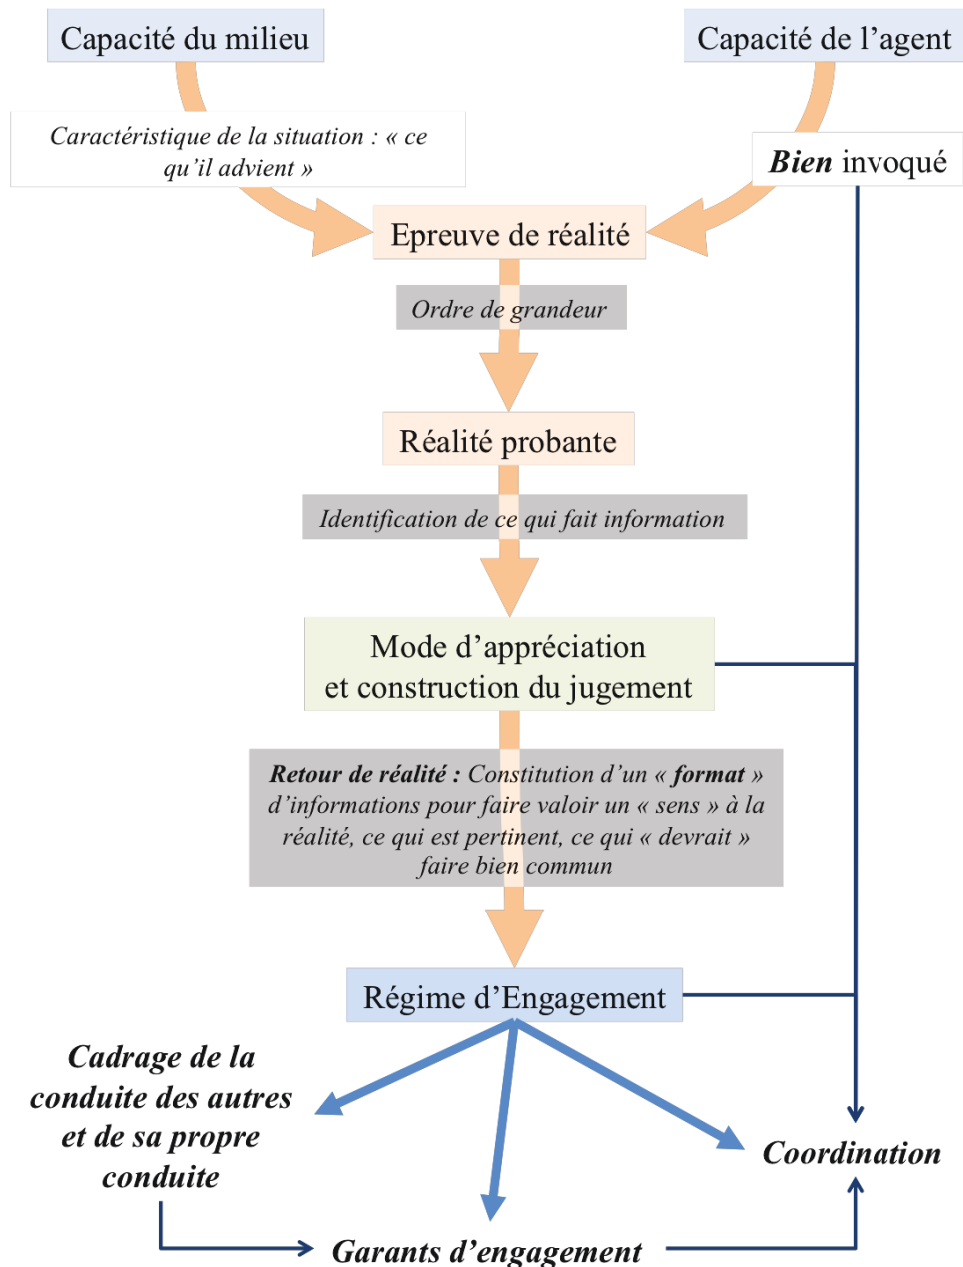 Capacité du milieu
Capacité de l’agent
Caractéristique de la situation : « ce
qu’il advient »
Bien invoqué
Epreuve de réalité
Ordre de grandeur
Réalité probante
Identification de ce qui fait information
Mode d’appréciation
et construction du jugement
Retour de réalité : Constitution d’un « format »
d’informations pour faire valoir un « sens » à la
réalité, ce qui est pertinent, ce qui « devrait »
faire bien commun
Régime d’Engagement
Cadrage de la
conduite des autres
et de sa propre
conduite
Coordination
Garants d’engagement